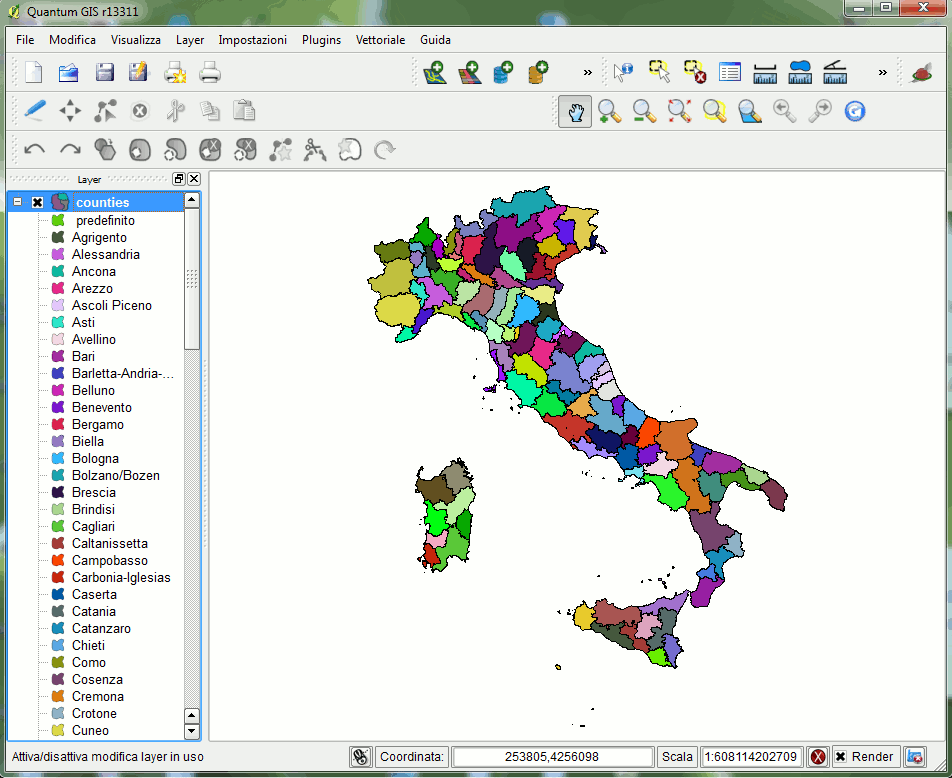 Quantum GIS r13311
File Modifica Visualizza Layer Impostazioni Plugins Vettoriale Guida
»
»
Layer
counties
predefinito
Agrigento
Alessandria
Ancona
Arezzo
Ascoli Piceno
Asti
Avellino
Bari
Barletta-Andria-...
Belluno
Benevento
Bergamo
Biella
Bologna
Bolzano/Bozen
Brescia
Brindisi
Cagliari
Caltanissetta
Campobasso
Carbonia-Iglesias
Caserta
Catania
Catanzaro
Chieti
Como
Cosenza
Cremona
Crotone
Cuneo
Attiva/disattiva modifica layer in uso Coordinata: 253805,4256098 Scala 1:608114202709 Render